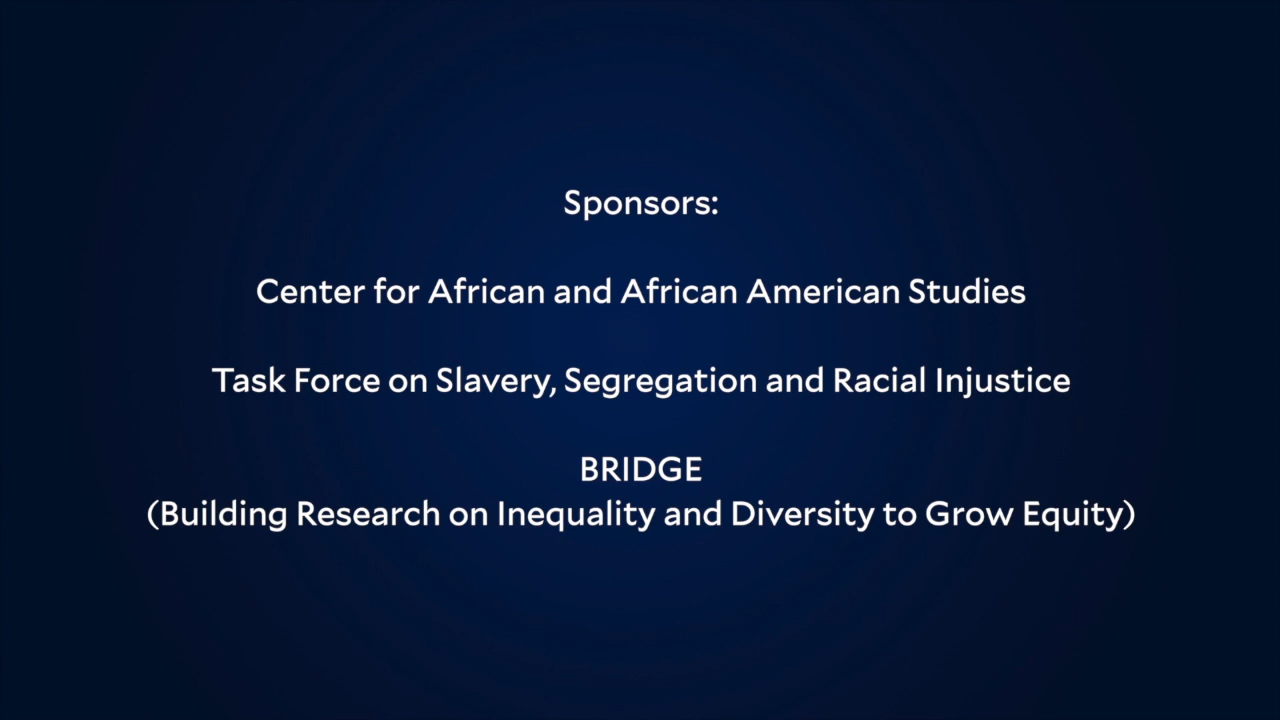 Sponsors:
Center for African and African American Studies
Task Force on Slavery, Segregation and Racial Injustice
BRIDGE
(Building Research on Inequality and Diversity to Grow Equity)